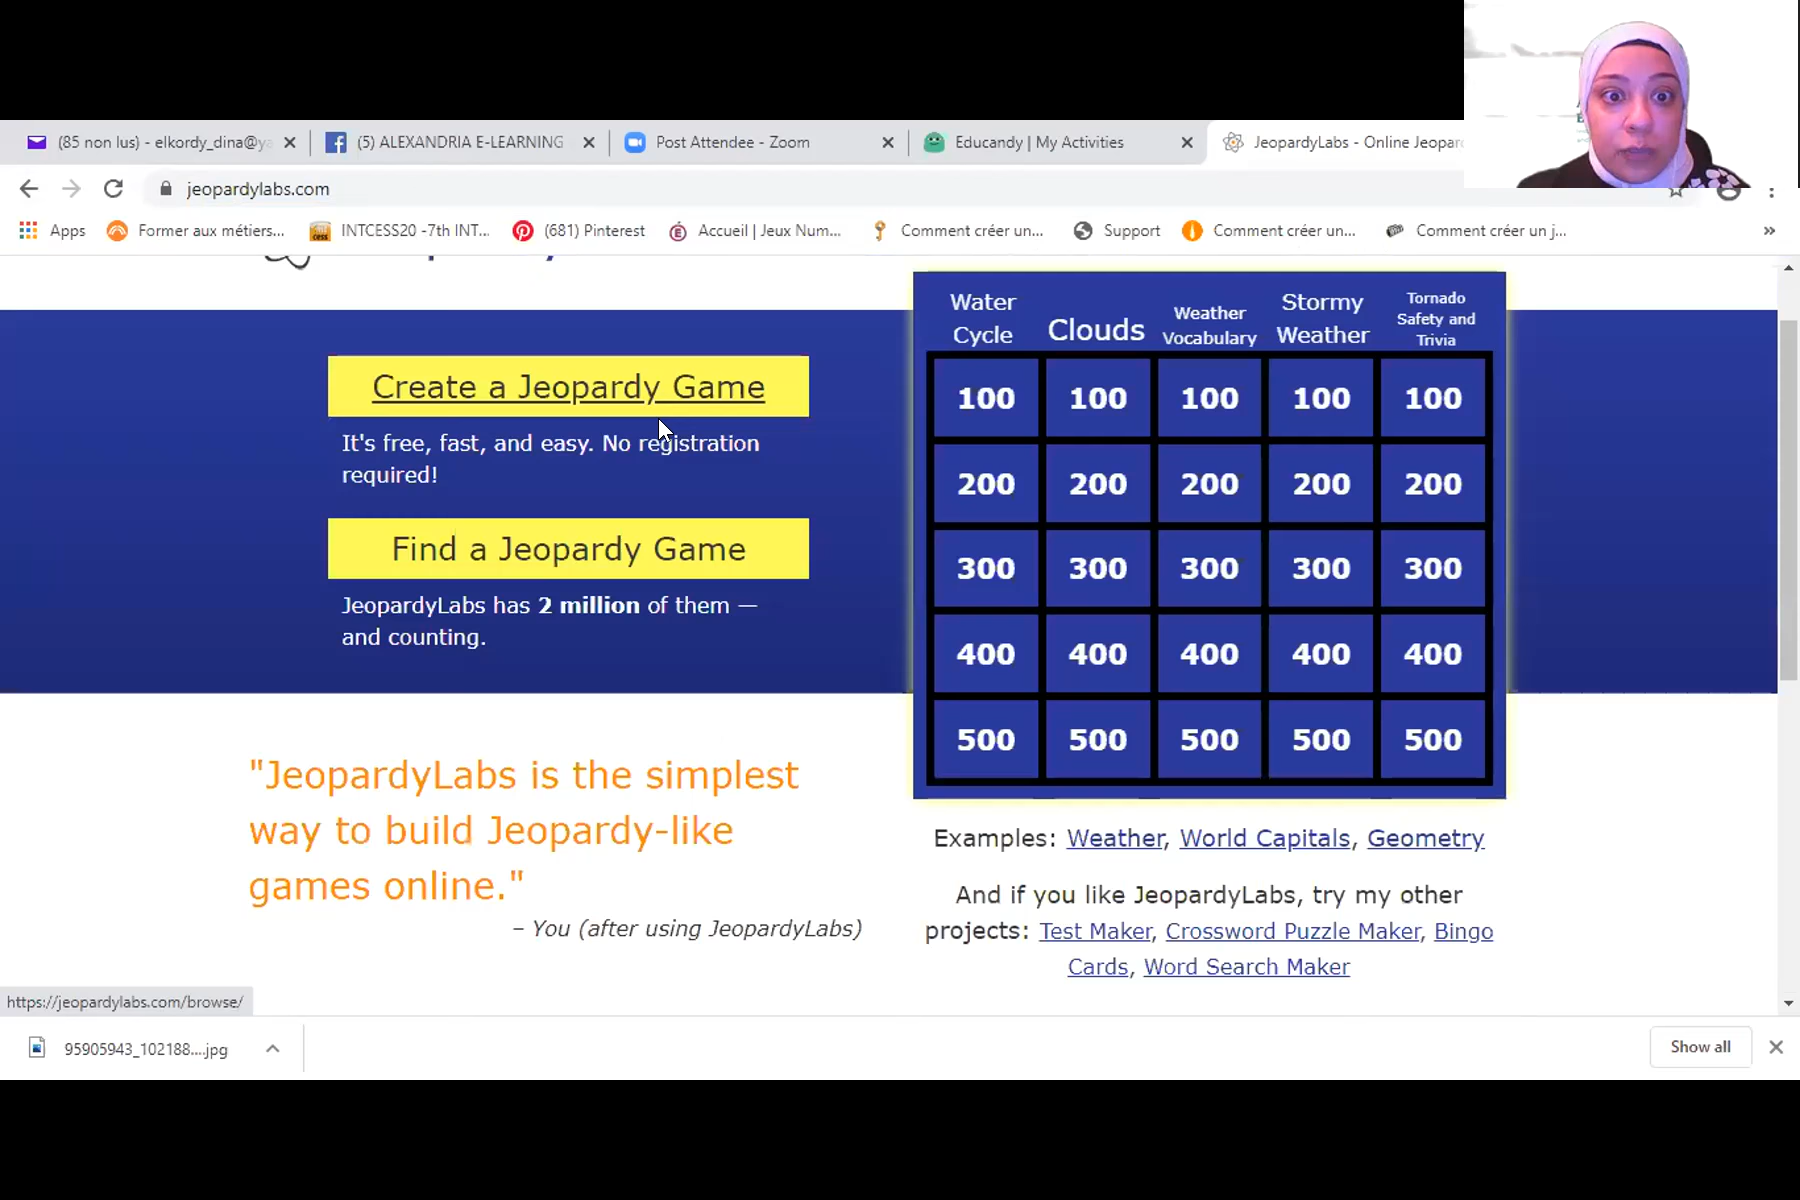 (85 non lus) - elkordy_dina@ya
(5) ALEXANDRIA E-LEARNING
Post Attendee - Zoom
Educandy | My Activities
JeopardyLabs - Online Jeopar
jeopardylabs.com
Apps
Former aux métiers...
INTCESS20 -7th INT...
(681) Pinterest
Accueil | Jeux Num...
Comment créer un...
Support
Comment créer un...
Comment créer un j...
Create a Jeopardy Game
It's free, fast, and easy. No registration
required!
Find a Jeopardy Game
JeopardyLabs has 2 million of them —
and counting.
"JeopardyLabs is the simplest
way to build Jeopardy-like
games online."
– You (after using JeopardyLabs)
Water
Cycle
Clouds
Weather
Vocabulary
Stormy
Weather
Tornado
Safety and
Trivia
100 100 100 100 100
200 200 200 200 200
300 300 300 300 300
400 400 400 400 400
500 500 500 500 500
Examples: Weather, World Capitals, Geometry
And if you like JeopardyLabs, try my other
projects: Test Maker, Crossword Puzzle Maker, Bingo
Cards, Word Search Maker
https://jeopardylabs.com/browse/
95905943_102188....jpg
Show all